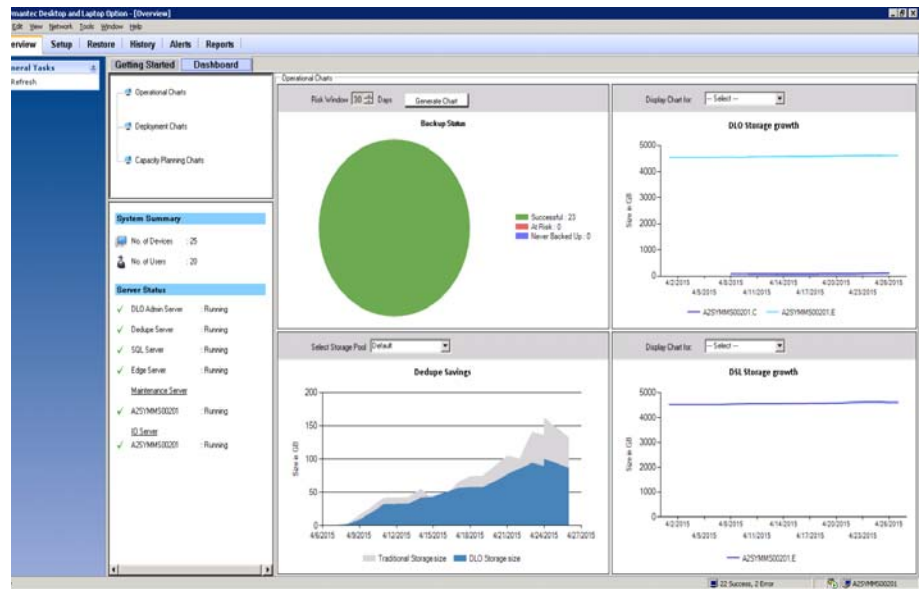 mantec Desktop and Laptop Option - [Overview]
Edit View Network Tools Window Help
erview Setup Restore History Alerts Reports
neral Tasks
Refresh
Getting Started Dashboard
Operational Charts
Deployment Charts
Capacity Planning Charts
System Summary
No. of Devices : 25
No. of Users : 20
Server Status
DLO Admin Server : Running
Dedupe Server : Running
SQL Server : Running
Edge Server : Running
Maintenance Server
A2SYMMS00201 : Running
IO Server
A2SYMMS00201 : Running
Operational Charts
Risk Window 30 Days Generate Chart
Backup Status
Successful : 23
At Risk : 0
Never Backed Up : 0
Display Chart for: -- Select --
DLO Storage growth
Size in GB
5000
4000
3000
2000
1000
0
4/2/2015 4/8/2015 4/14/2015 4/20/2015 4/26/2015
4/5/2015 4/11/2015 4/17/2015 4/23/2015
A2SYMMS00201.C A2SYMMS00201.E
Select Storage Pool Default
Dedupe Savings
Size in GB
200
150
100
50
0
4/6/2015 4/9/2015 4/12/2015 4/15/2015 4/18/2015 4/21/2015 4/24/2015 4/27/2015
Traditional Storage size DLO Storage size
Display Chart for: -- Select --
DSL Storage growth
Size in GB
5000
4000
3000
2000
1000
0
4/2/2015 4/8/2015 4/14/2015 4/20/2015 4/26/2015
4/5/2015 4/11/2015 4/17/2015 4/23/2015
A2SYMMS00201.E
22 Success, 2 Error A2SYMMS00201